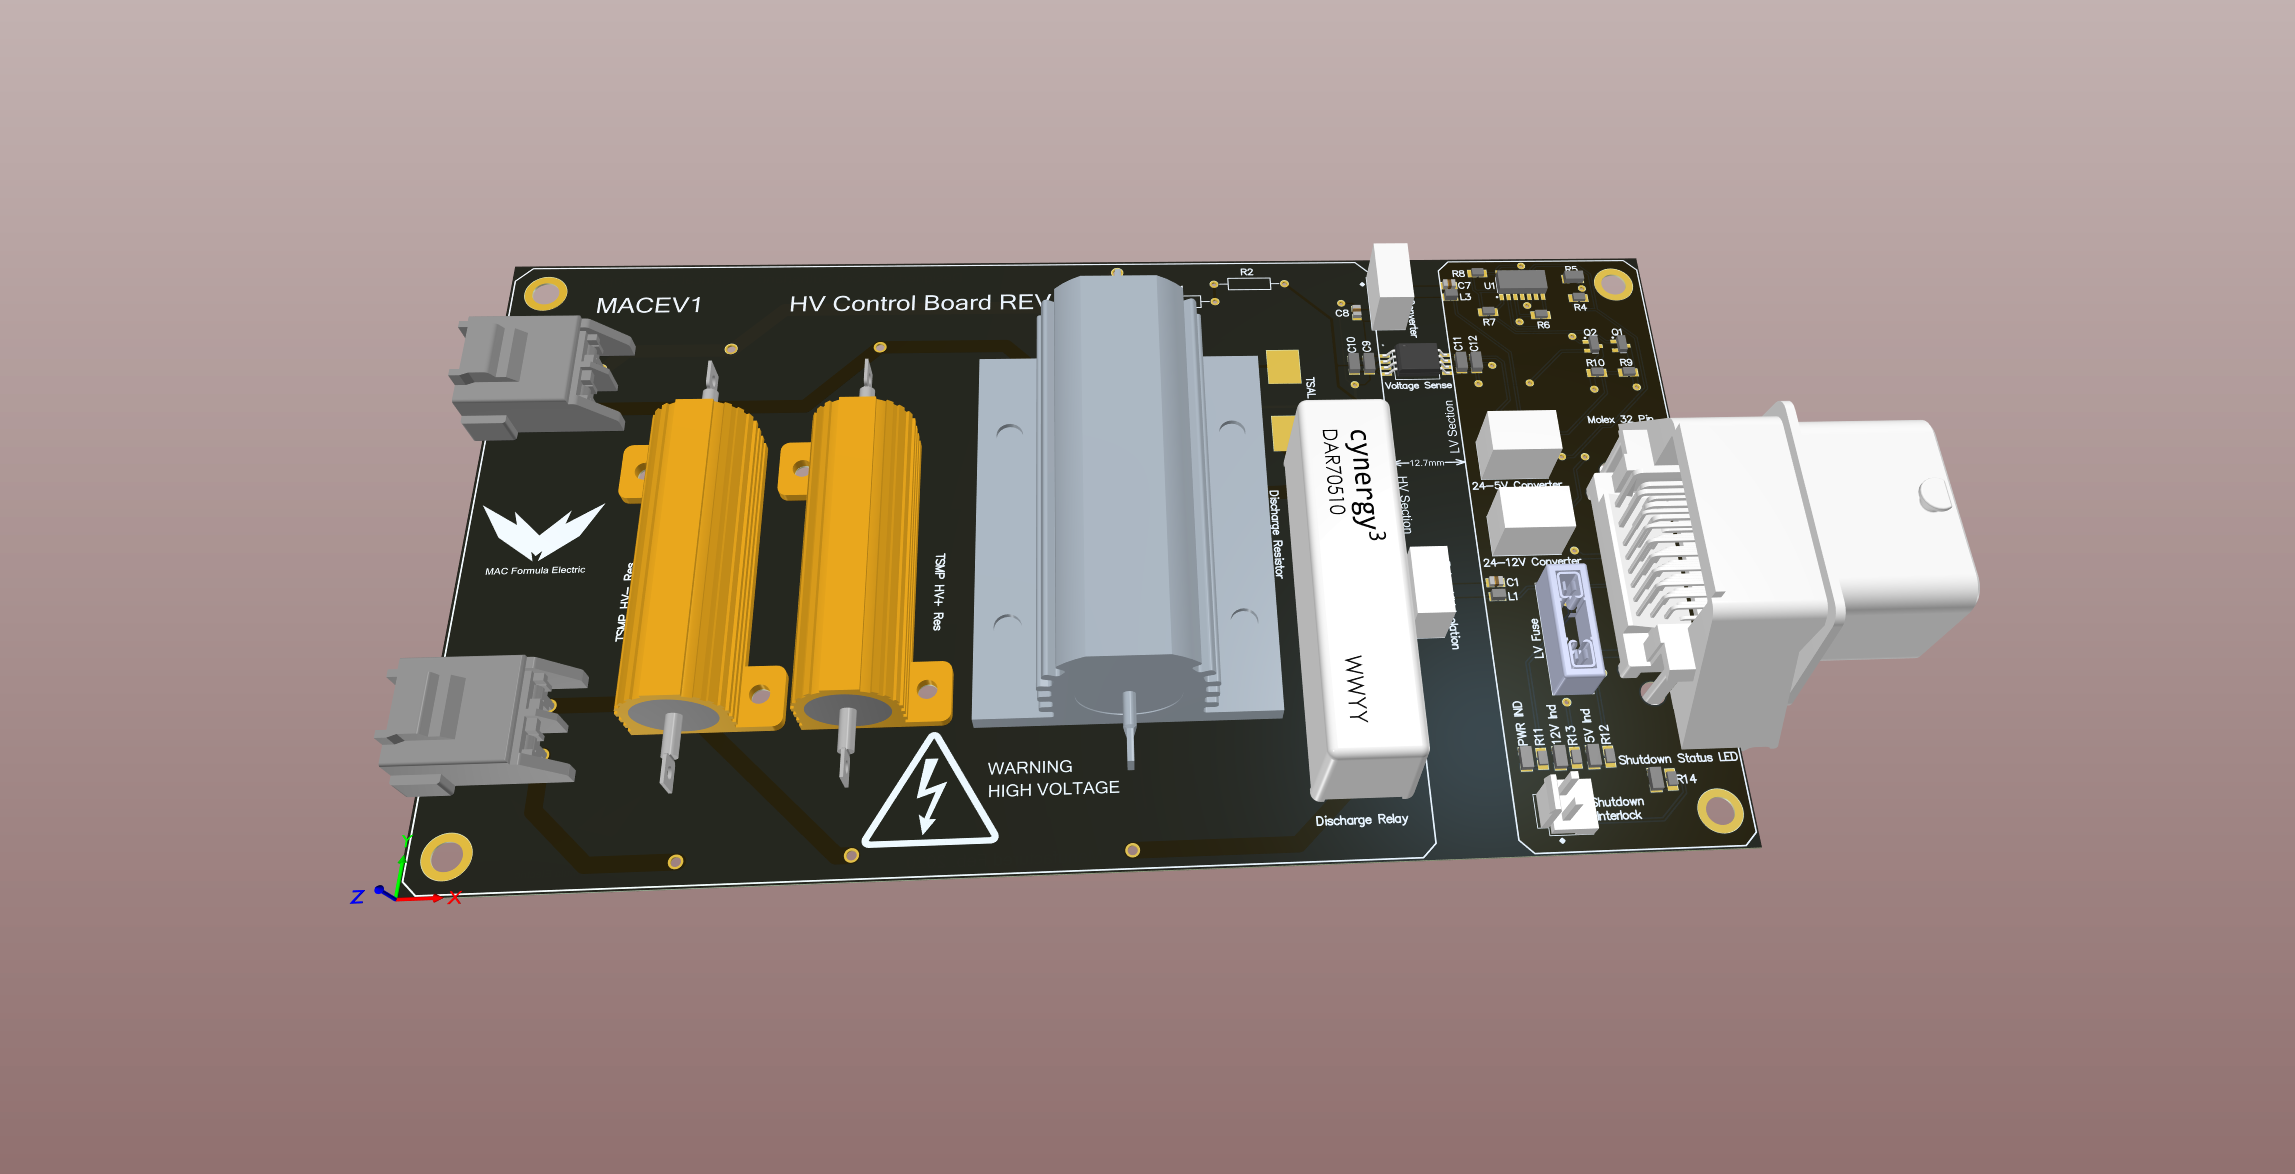 MACEV1
HV Control Board REV
R2
C8
C10
C9
Voltage Sense
C11
C12
R8
C7
L3
U1
R5
R4
R7
R6
Q2
Q1
R10
R9
Molex 32 Pin
LV Section
12.7mm
HV Section
24-5V Converter
24-12V Converter
C1
L1
LV Fuse
TSAL
cynergy3
DAR70510
WWYY
Discharge Resistor
Discharge Relay
TSMP HV- Res
TSMP HV+ Res
MAC Formula Electric
WARNING
HIGH VOLTAGE
PWR IND
R11
12V Ind
R13
5V Ind
R12
Shutdown Status LED
R14
Shutdown
Interlock
Z
X